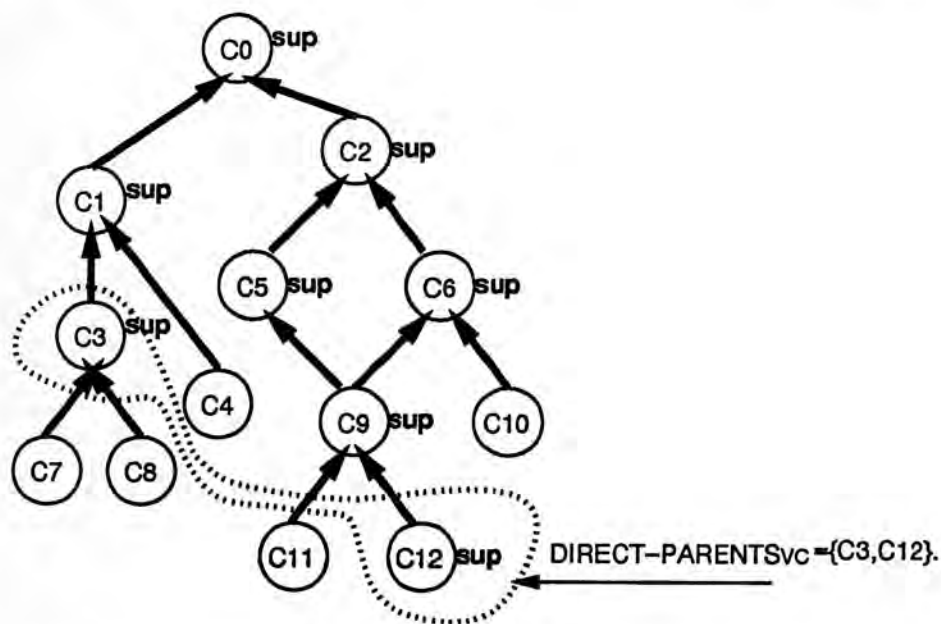 C0 sup
C2 sup
C1 sup
C5 sup
C6 sup
C3 sup
C4
C9 sup
C10
C7
C8
C11
C12 sup
DIRECT-PARENTSVC={C3,C12}.